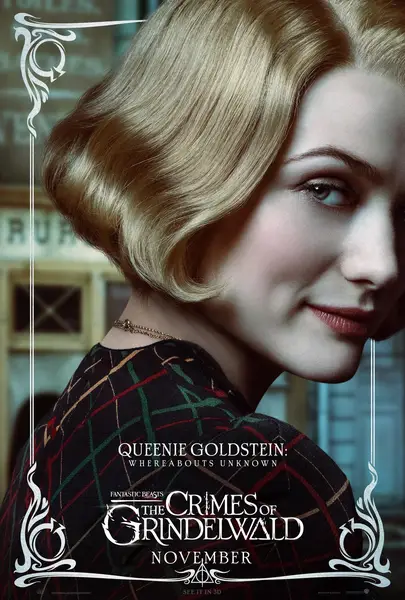 QUEENIE GOLDSTEIN:
WHEREABOUTS UNKNOWN
FANTASTIC BEASTS
THE CRIMES OF
GRINDELWALD
NOVEMBER
SEE IT IN 3D